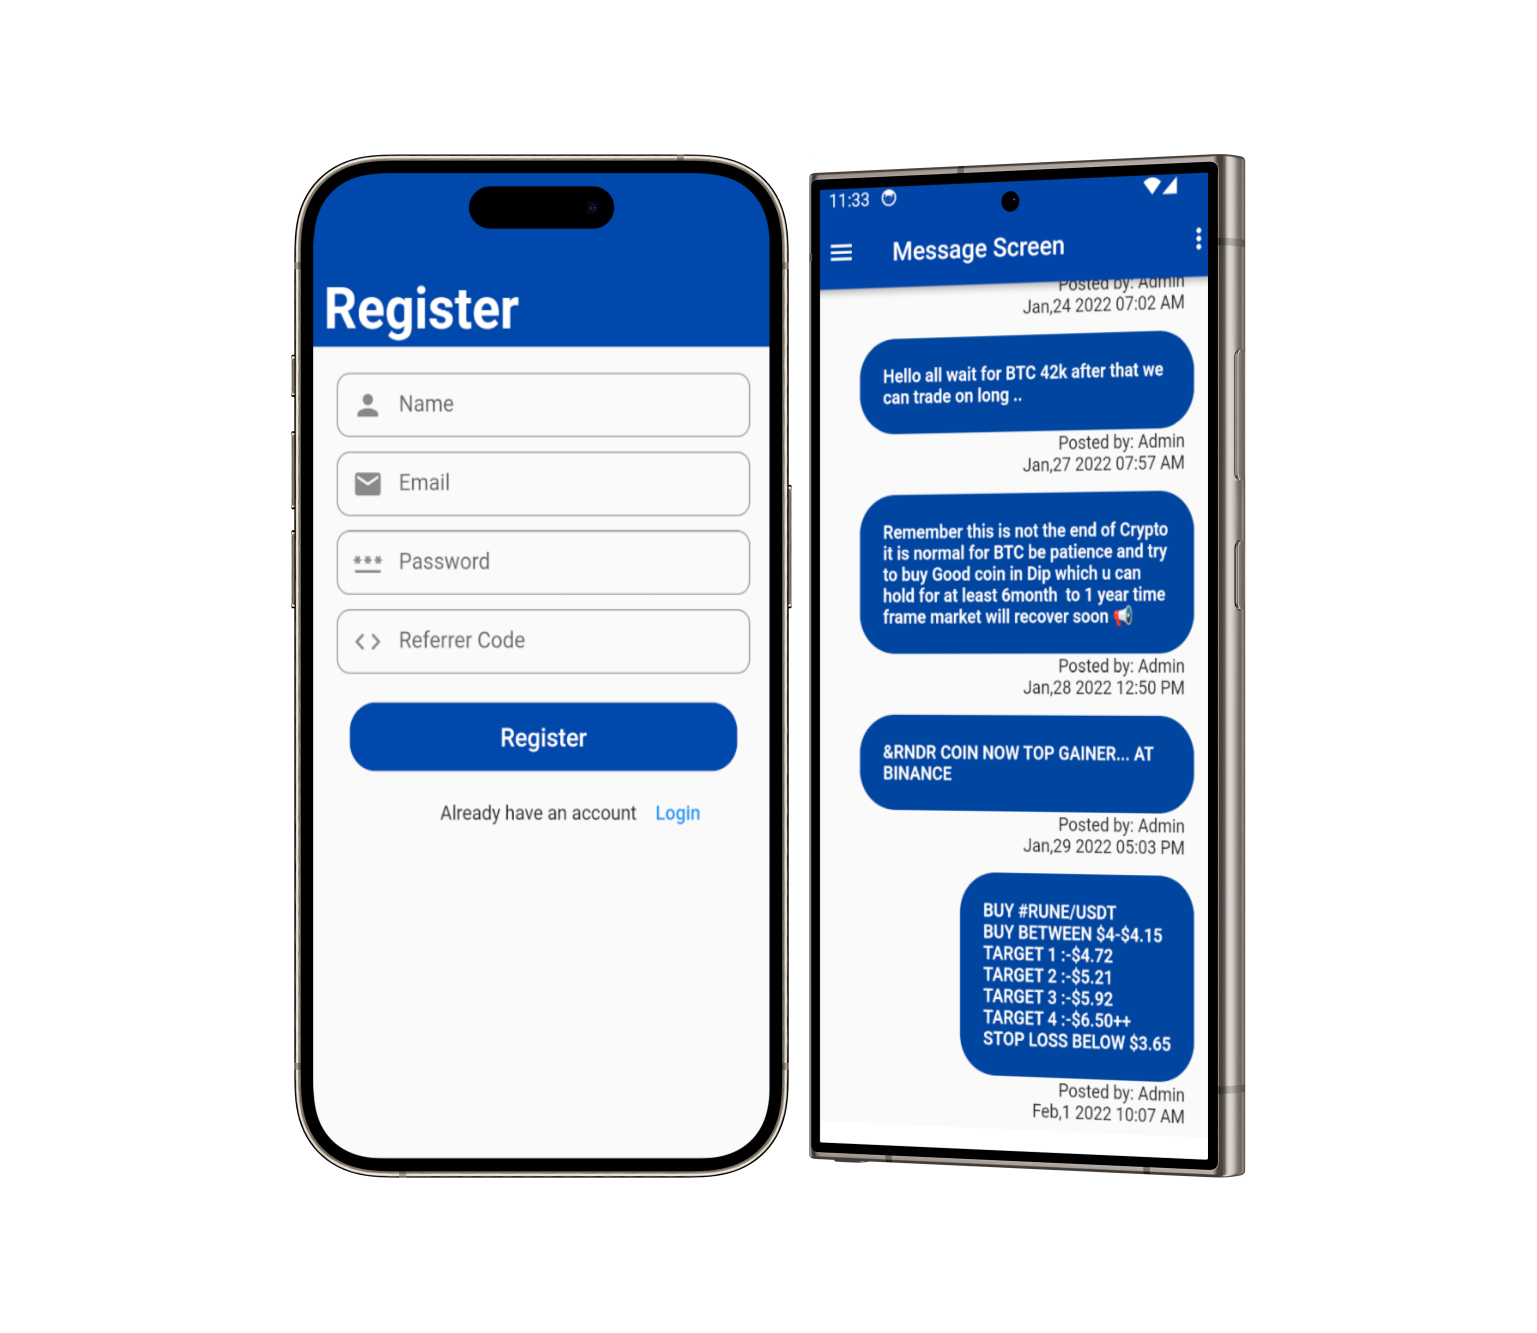 Register
Name
Email
Password
Referrer Code
Register
Already have an account Login
11:33
Message Screen
Posted by: Admin
Jan,24 2022 07:02 AM
Hello all wait for BTC 42k after that we
can trade on long ..
Posted by: Admin
Jan,27 2022 07:57 AM
Remember this is not the end of Crypto
it is normal for BTC be patience and try
to buy Good coin in Dip which u can
hold for at least 6month  to 1 year time
frame market will recover soon 📢
Posted by: Admin
Jan,28 2022 12:50 PM
&RNDR COIN NOW TOP GAINER... AT
BINANCE
Posted by: Admin
Jan,29 2022 05:03 PM
BUY #RUNE/USDT
BUY BETWEEN $4-$4.15
TARGET 1 :-$4.72
TARGET 2 :-$5.21
TARGET 3 :-$5.92
TARGET 4 :-$6.50++
STOP LOSS BELOW $3.65
Posted by: Admin
Feb,1 2022 10:07 AM